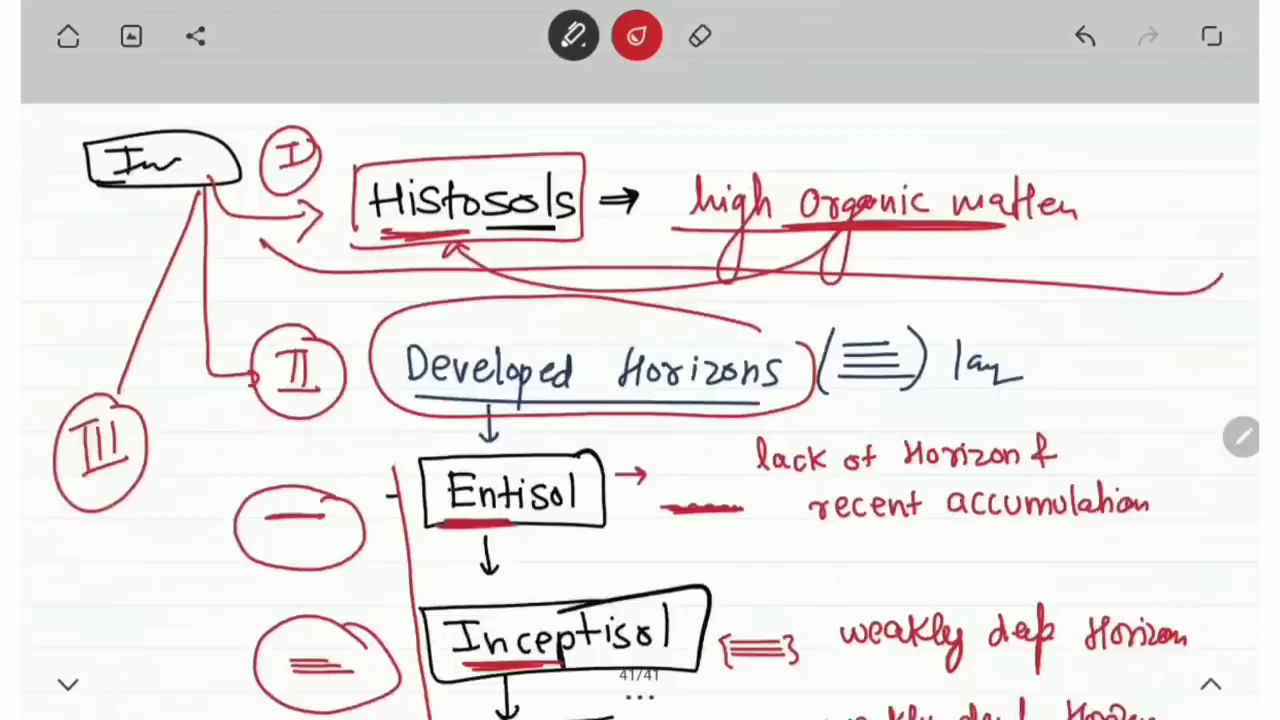 In
I
Histosols ⇒ high organic matter
II
Developed Horizons (≡) lay
III
Entisol → lack of Horizon &
recent accumulation
Inceptisol {≡} weakly deep Horizon
41/41